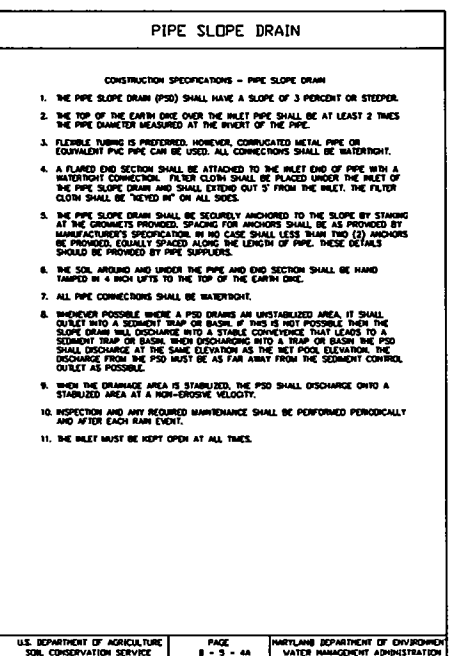 PIPE SLOPE DRAIN
CONSTRUCTION SPECIFICATIONS - PIPE SLOPE DRAIN
1. THE PIPE SLOPE DRAIN (PSD) SHALL HAVE A SLOPE OF 3 PERCENT OR STEEPER.
2. THE TOP OF THE EARTH DIKE OVER THE INLET PIPE SHALL BE AT LEAST 2 TIMES
THE PIPE DIAMETER MEASURED AT THE INVERT OF THE PIPE.
3. FLEXIBLE TUBING IS PREFERRED. HOWEVER, CORRUGATED METAL PIPE OR
EQUIVALENT PVC PIPE CAN BE USED. ALL CONNECTIONS SHALL BE WATERTIGHT.
4. A FLARED END SECTION SHALL BE ATTACHED TO THE INLET END OF PIPE WITH A
WATERTIGHT CONNECTION. FILTER CLOTH SHALL BE PLACED UNDER THE INLET OF
THE PIPE SLOPE DRAIN AND SHALL EXTEND OUT 5' FROM THE INLET. THE FILTER
CLOTH SHALL BE "KEYED IN" ON ALL SIDES.
5. THE PIPE SLOPE DRAIN SHALL BE SECURELY ANCHORED TO THE SLOPE BY STAKING
AT THE GROMMETS PROVIDED. SPACING FOR ANCHORS SHALL BE AS PROVIDED BY
MANUFACTURER'S SPECIFICATION. IN NO CASE SHALL LESS THAN TWO (2) ANCHORS
BE PROVIDED, EQUALLY SPACED ALONG THE LENGTH OF PIPE. THESE DETAILS
SHOULD BE PROVIDED BY PIPE SUPPLIERS.
6. THE SOIL AROUND AND UNDER THE PIPE AND END SECTION SHALL BE HAND
TAMPED IN 4 INCH LIFTS TO THE TOP OF THE EARTH DIKE.
7. ALL PIPE CONNECTIONS SHALL BE WATERTIGHT.
8. WHENEVER POSSIBLE WHERE A PSD DRAINS AN UNSTABILIZED AREA, IT SHALL
OUTLET INTO A SEDIMENT TRAP OR BASIN. IF THIS IS NOT POSSIBLE THEN THE
SLOPE DRAIN WILL DISCHARGE INTO A STABLE CONVEYENCE THAT LEADS TO A
SEDIMENT TRAP OR BASIN. WHEN DISCHARGING INTO A TRAP OR BASIN THE PSD
SHALL DISCHARGE AT THE SAME ELEVATION AS THE WET POOL ELEVATION. THE
DISCHARGE FROM THE PSD MUST BE AS FAR AWAY FROM THE SEDIMENT CONTROL
OUTLET AS POSSIBLE.
9. WHEN THE DRAINAGE AREA IS STABILIZED, THE PSD SHALL DISCHARGE ONTO A
STABILIZED AREA AT A NON-EROSIVE VELOCITY.
10. INSPECTION AND ANY REQUIRED MAINTENANCE SHALL BE PERFORMED PERIODICALLY
AND AFTER EACH RAIN EVENT.
11. THE INLET MUST BE KEPT OPEN AT ALL TIMES.
U.S. DEPARTMENT OF AGRICULTURE PAGE MARYLAND DEPARTMENT OF ENVIRONMEN
SOIL CONSERVATION SERVICE B - 5 - 4A WATER MANAGEMENT ADMINISTRATION